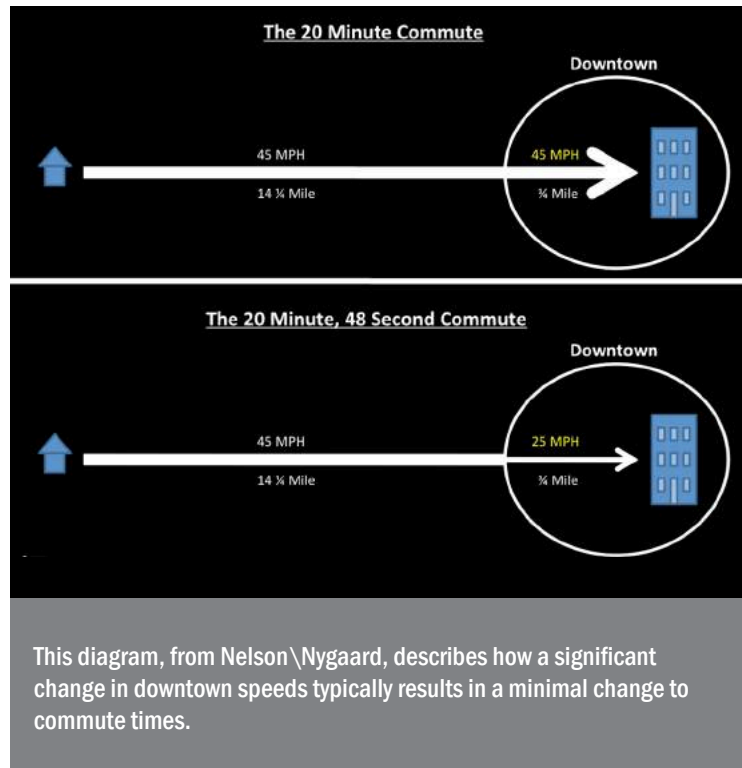 The 20 Minute Commute
Downtown
45 MPH
45 MPH
14 ¼ Mile
¾ Mile
The 20 Minute, 48 Second Commute
Downtown
45 MPH
25 MPH
14 ¼ Mile
¾ Mile
This diagram, from Nelson\Nygaard, describes how a significant
change in downtown speeds typically results in a minimal change to
commute times.